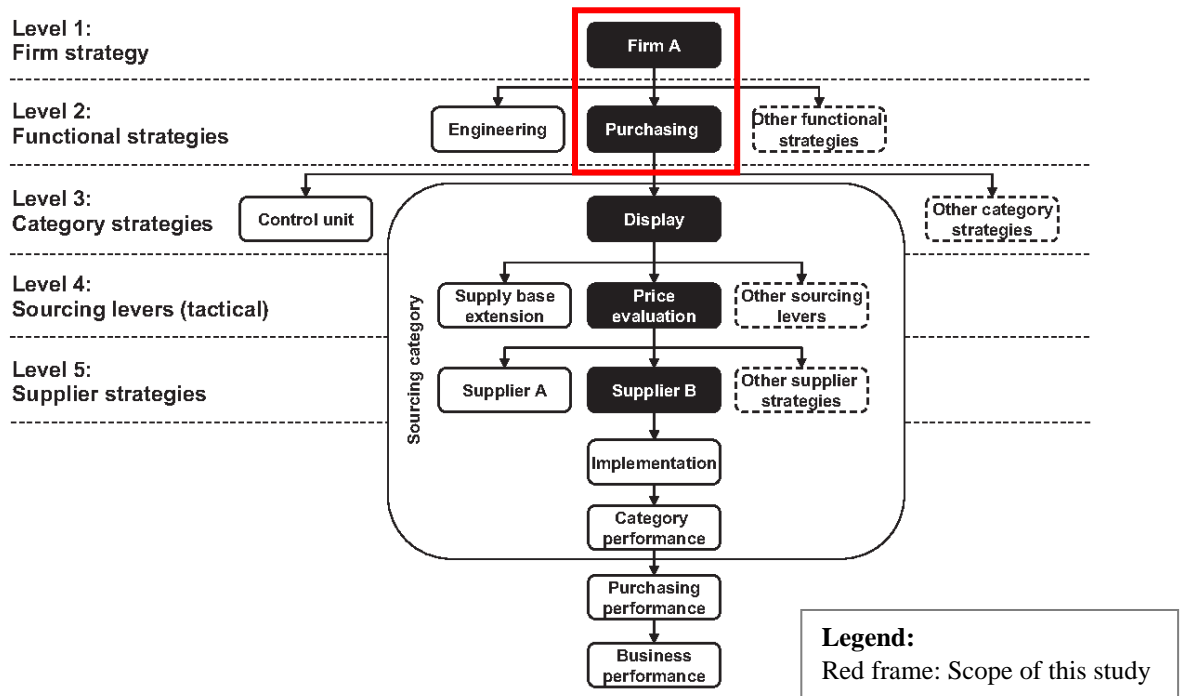 Level 1:
Firm strategy
Firm A
Level 2:
Functional strategies
Engineering
Purchasing
Other functional
strategies
Level 3:
Category strategies
Control unit
Display
Other category
strategies
Level 4:
Sourcing levers (tactical)
Supply base
extension
Price
evaluation
Other sourcing
levers
Level 5:
Supplier strategies
Supplier A
Supplier B
Other supplier
strategies
Sourcing category
Implementation
Category
performance
Purchasing
performance
Business
performance
Legend:
Red frame: Scope of this study